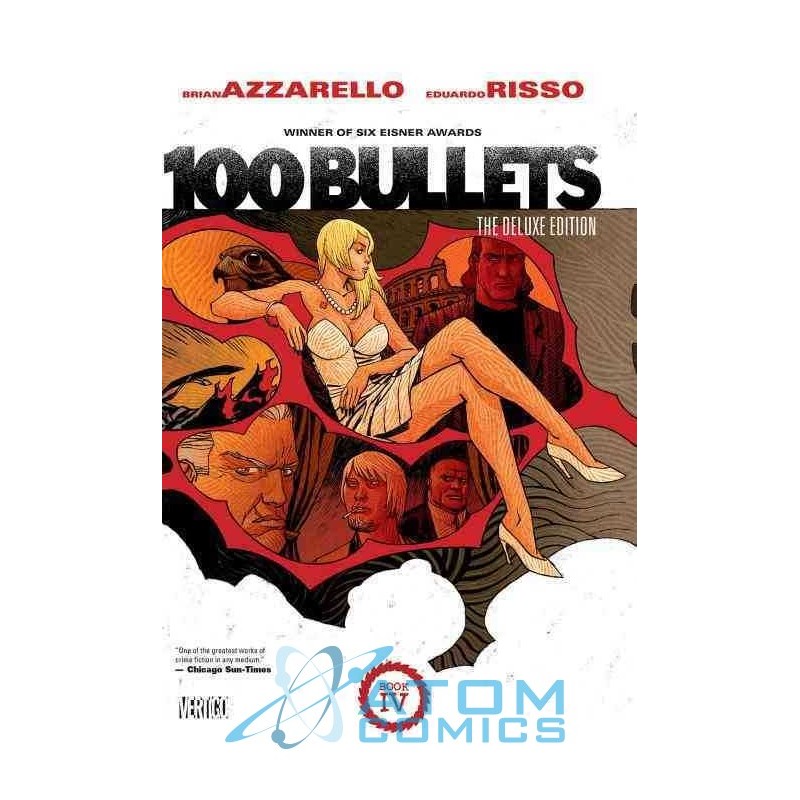 BRIAN AZZARELLO EDUARDO RISSO
WINNER OF SIX EISNER AWARDS
100 BULLETS
THE DELUXE EDITION
"One of the greatest works of
crime fiction in any medium."
— Chicago Sun-Times
VERTIGO
BOOK
IV
ATOM
COMICS